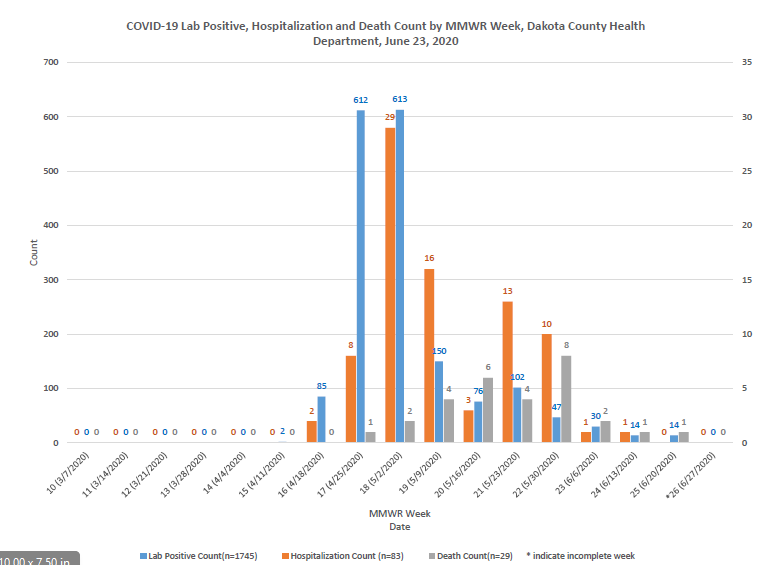 COVID-19 Lab Positive, Hospitalization and Death Count by MMWR Week, Dakota County Health
Department, June 23, 2020
700 35
600 30
500 25
400 20
300 15
200 10
100 5
0 0
Count
0 0 0
0 0 0
0 0 0
0 0 0
0 0 0
0 2 0
2 85 0
8 612 1
29 613 2
16 150 4
3 76 6
13 102 4
10 47 8
1 30 2
1 14 1
0 14 1
0 0 0
10 (3/7/2020)
11 (3/14/2020)
12 (3/21/2020)
13 (3/28/2020)
14 (4/4/2020)
15 (4/11/2020)
16 (4/18/2020)
17 (4/25/2020)
18 (5/2/2020)
19 (5/9/2020)
20 (5/16/2020)
21 (5/23/2020)
22 (5/30/2020)
23 (6/6/2020)
24 (6/13/2020)
25 (6/20/2020)
*26 (6/27/2020)
MMWR Week
Date
Lab Positive Count(n=1745) Hospitalization Count (n=83) Death Count(n=29) * indicate incomplete week
10.00 x 7.50 in